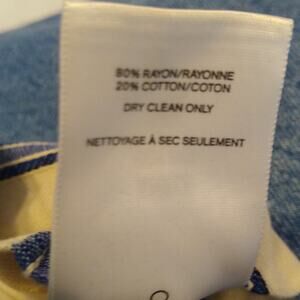 80% RAYON/RAYONNE
20% COTTON/COTON
DRY CLEAN ONLY
NETTOYAGE À SEC SEULEMENT